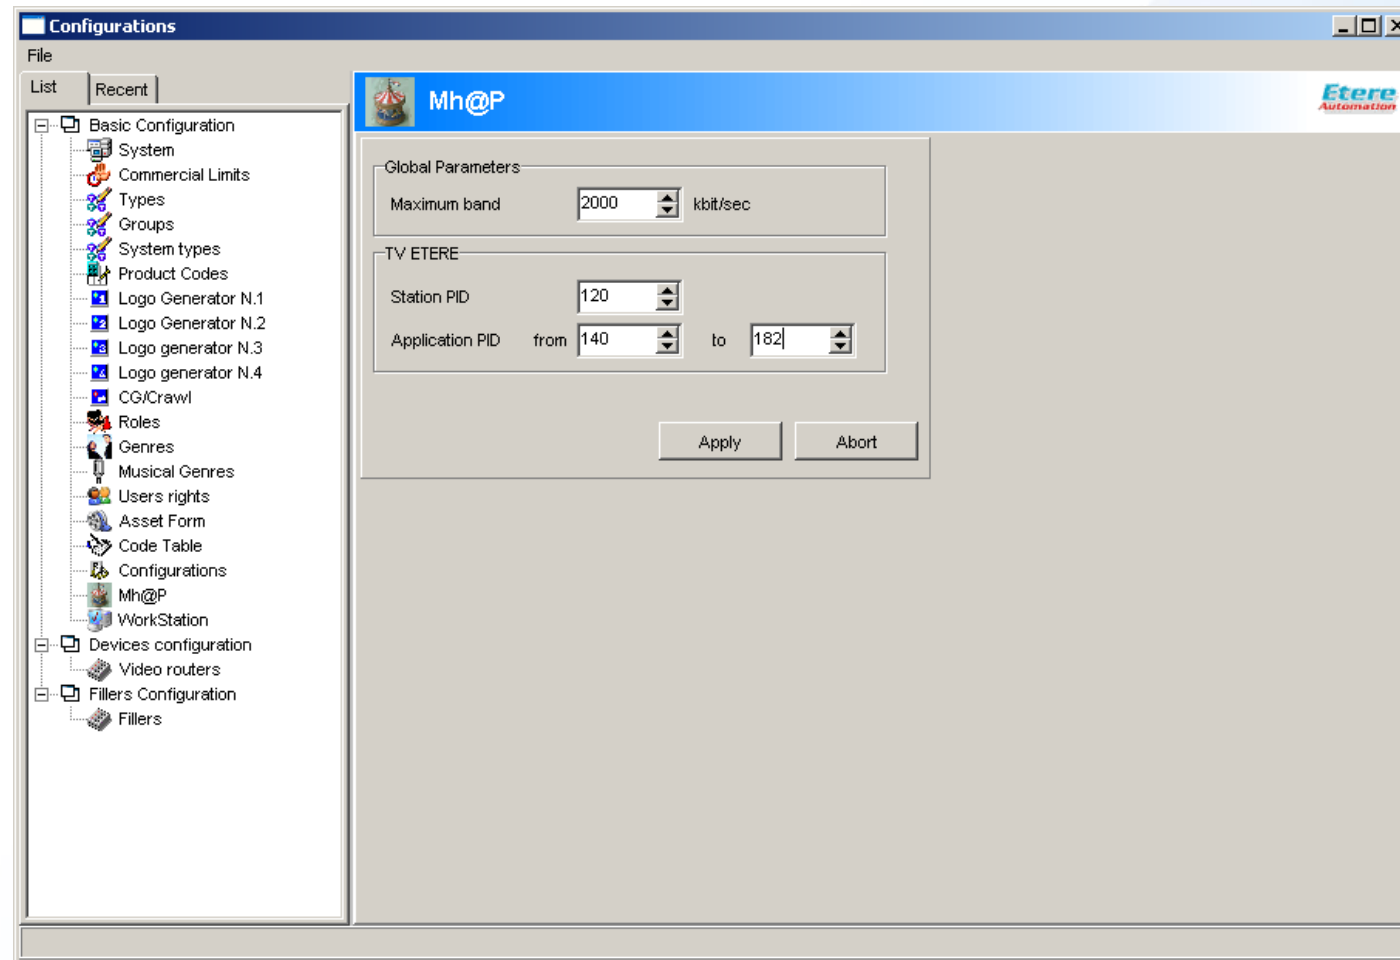 Configurations
File
List Recent
Mh@P
Etere
Automation
Basic Configuration
System
Commercial Limits
Types
Groups
System types
Product Codes
Logo Generator N.1
Logo Generator N.2
Logo generator N.3
Logo generator N.4
CG/Crawl
Roles
Genres
Musical Genres
Users rights
Asset Form
Code Table
Configurations
Mh@P
WorkStation
Devices configuration
Video routers
Fillers Configuration
Fillers
Global Parameters
Maximum band 2000 kbit/sec
TV ETERE
Station PID 120
Application PID from 140 to 182
Apply Abort